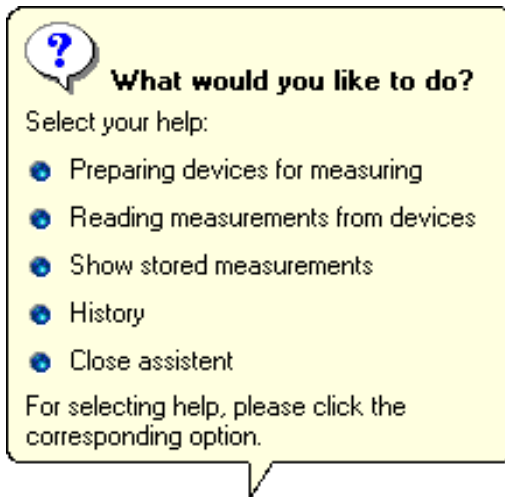 ?
What would you like to do?
Select your help:
Preparing devices for measuring
Reading measurements from devices
Show stored measurements
History
Close assistent
For selecting help, please click the
corresponding option.